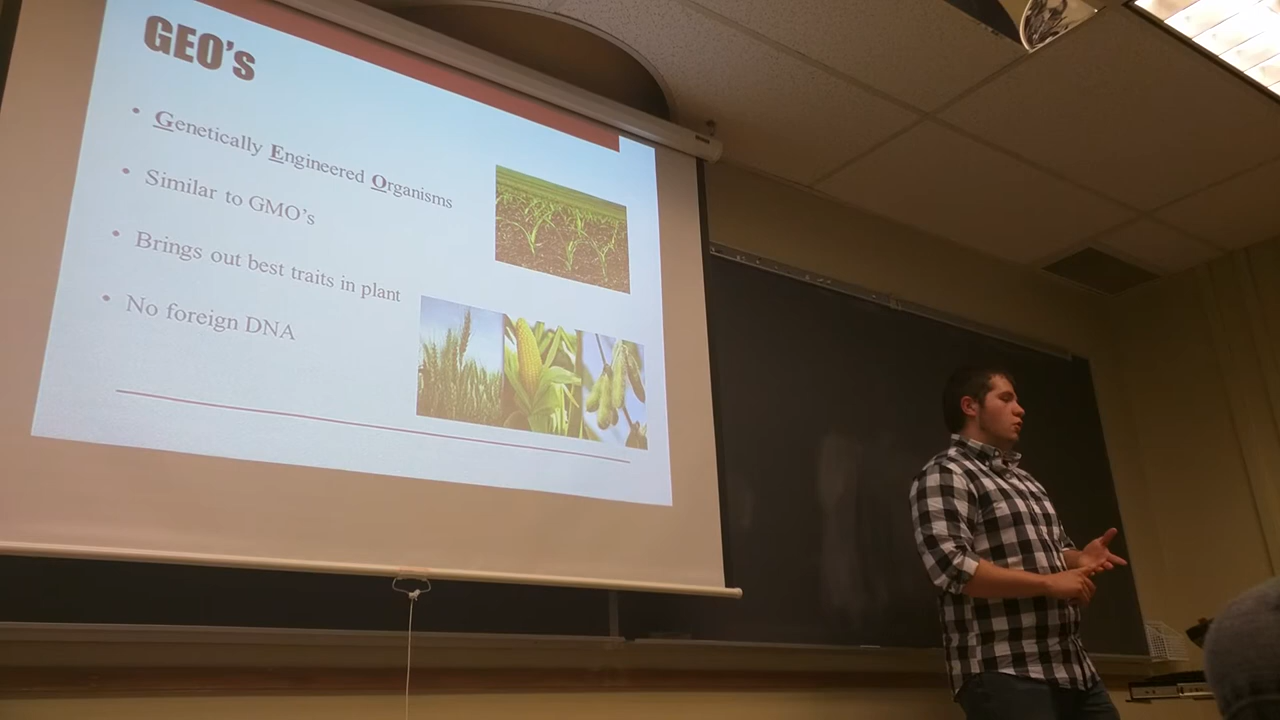 GEO's
• Genetically Engineered Organisms
• Similar to GMO's
• Brings out best traits in plant
• No foreign DNA